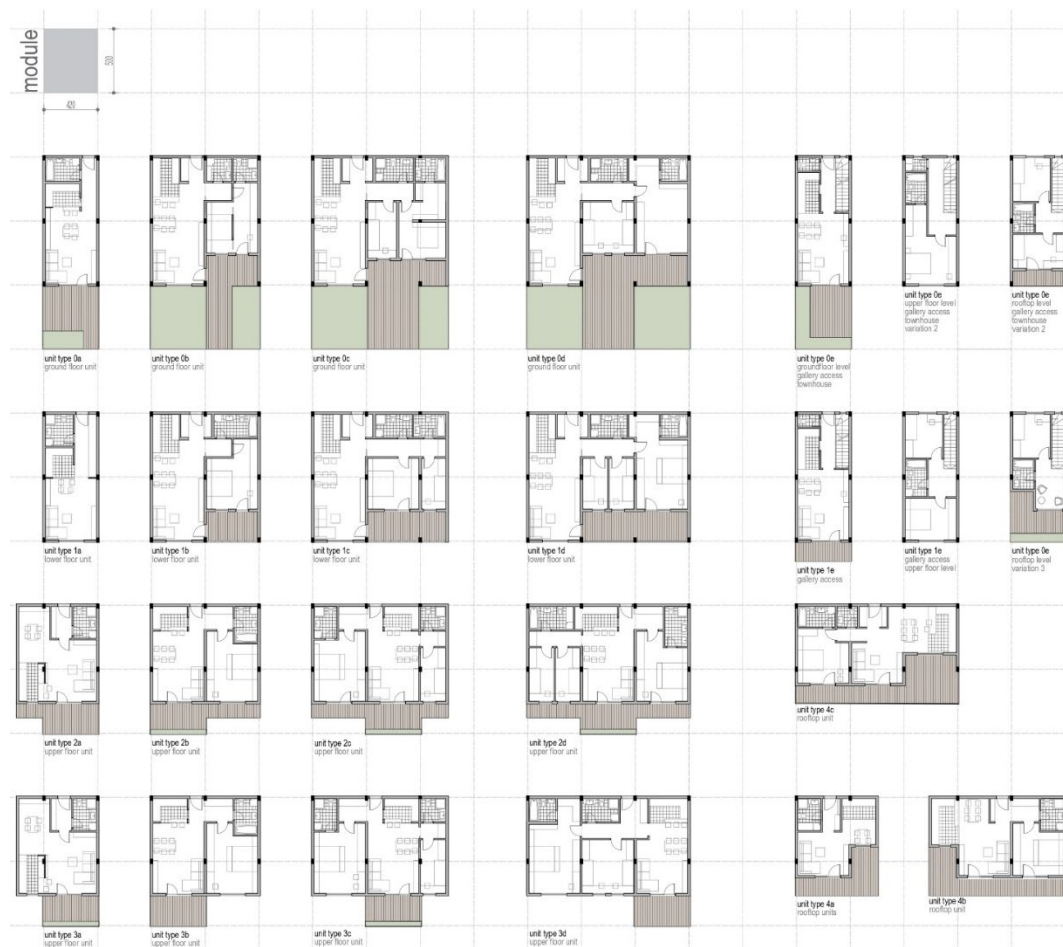 module
500
420
unit type 0a
ground floor unit
unit type 0b
ground floor unit
unit type 0c
ground floor unit
unit type 0d
ground floor unit
unit type 0e
groundfloor level
gallery access
townhouse
unit type 0e
upper floor level
gallery access
townhouse
variation 2
unit type 0e
rooftop level
gallery access
townhouse
variation 2
unit type 1a
lower floor unit
unit type 1b
lower floor unit
unit type 1c
lower floor unit
unit type 1d
lower floor unit
unit type 1e
gallery access
unit type 1e
gallery access
upper floor level
unit type 0e
rooftop level
variation 3
unit type 2a
upper floor unit
unit type 2b
upper floor unit
unit type 2c
upper floor unit
unit type 2d
upper floor unit
unit type 4c
rooftop unit
unit type 3a
upper floor unit
unit type 3b
upper floor unit
unit type 3c
upper floor unit
unit type 3d
upper floor unit
unit type 4a
rooftop units
unit type 4b
rooftop unit